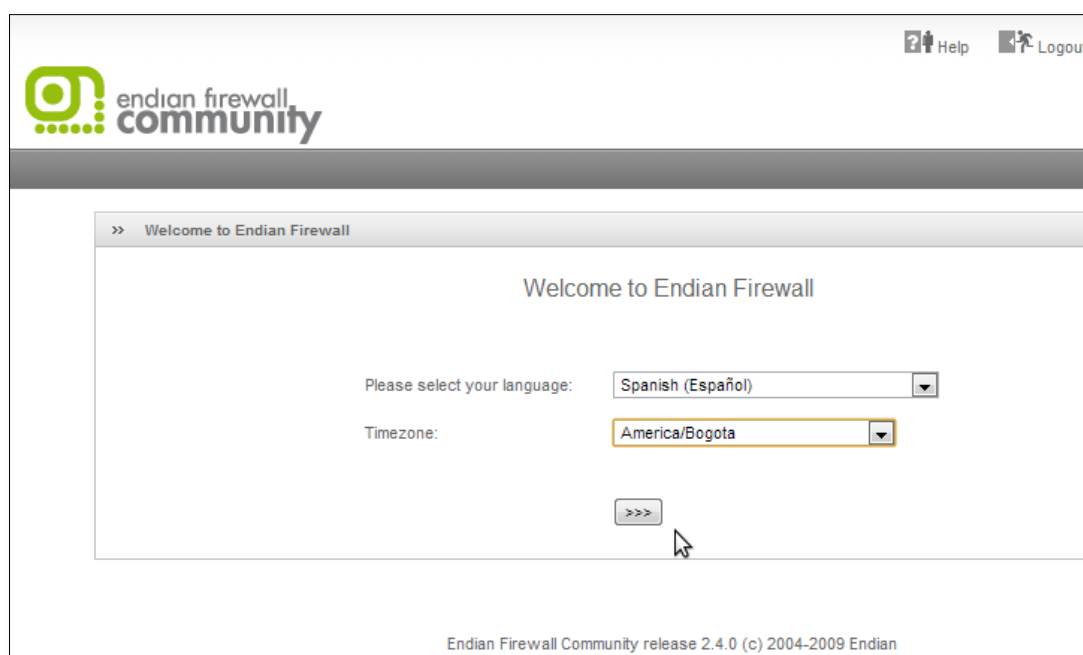 Help Logou
endian firewall
community
>> Welcome to Endian Firewall
Welcome to Endian Firewall
Please select your language: Spanish (Español)
Timezone: America/Bogota
>>>
Endian Firewall Community release 2.4.0 (c) 2004-2009 Endian